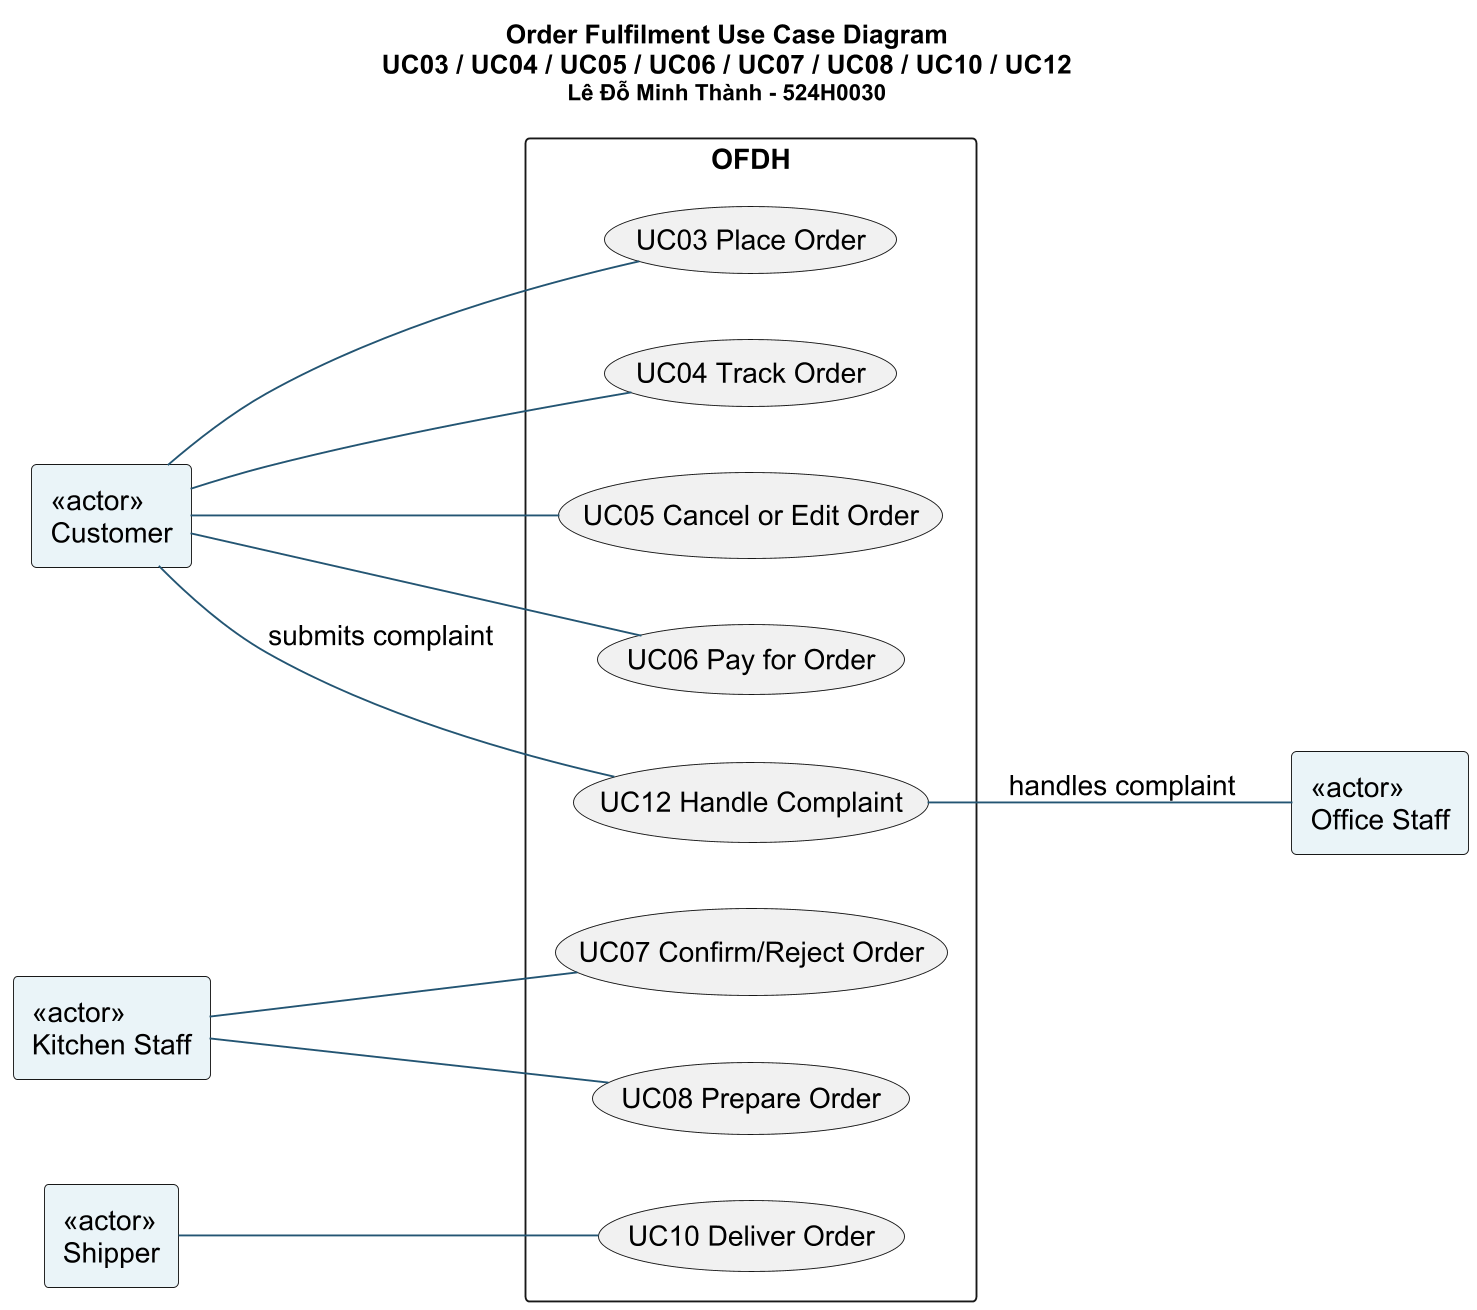 Order Fulfilment Use Case Diagram
UC03 / UC04 / UC05 / UC06 / UC07 / UC08 / UC10 / UC12
Lê Đỗ Minh Thành - 524H0030
OFDH
UC03 Place Order
UC04 Track Order
«actor»
Customer
UC05 Cancel or Edit Order
submits complaint
UC06 Pay for Order
UC12 Handle Complaint
handles complaint
«actor»
Office Staff
UC07 Confirm/Reject Order
«actor»
Kitchen Staff
UC08 Prepare Order
«actor»
Shipper
UC10 Deliver Order